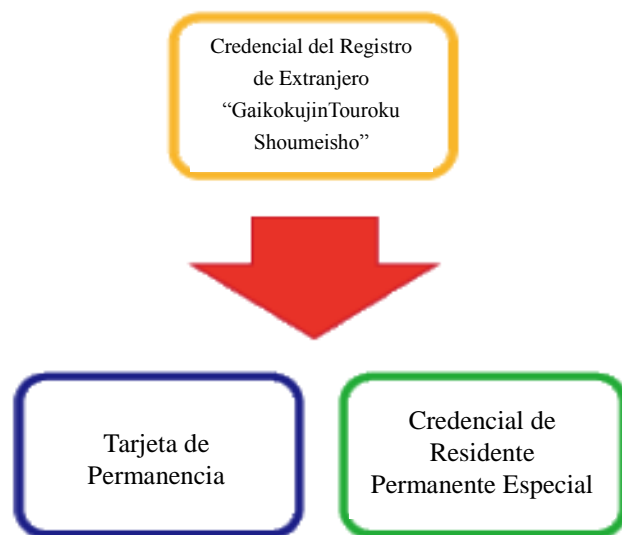 Credencial del Registro
de Extranjero
“GaikokujinTouroku
Shoumeisho”
Tarjeta de
Permanencia
Credencial de
Residente
Permanente Especial